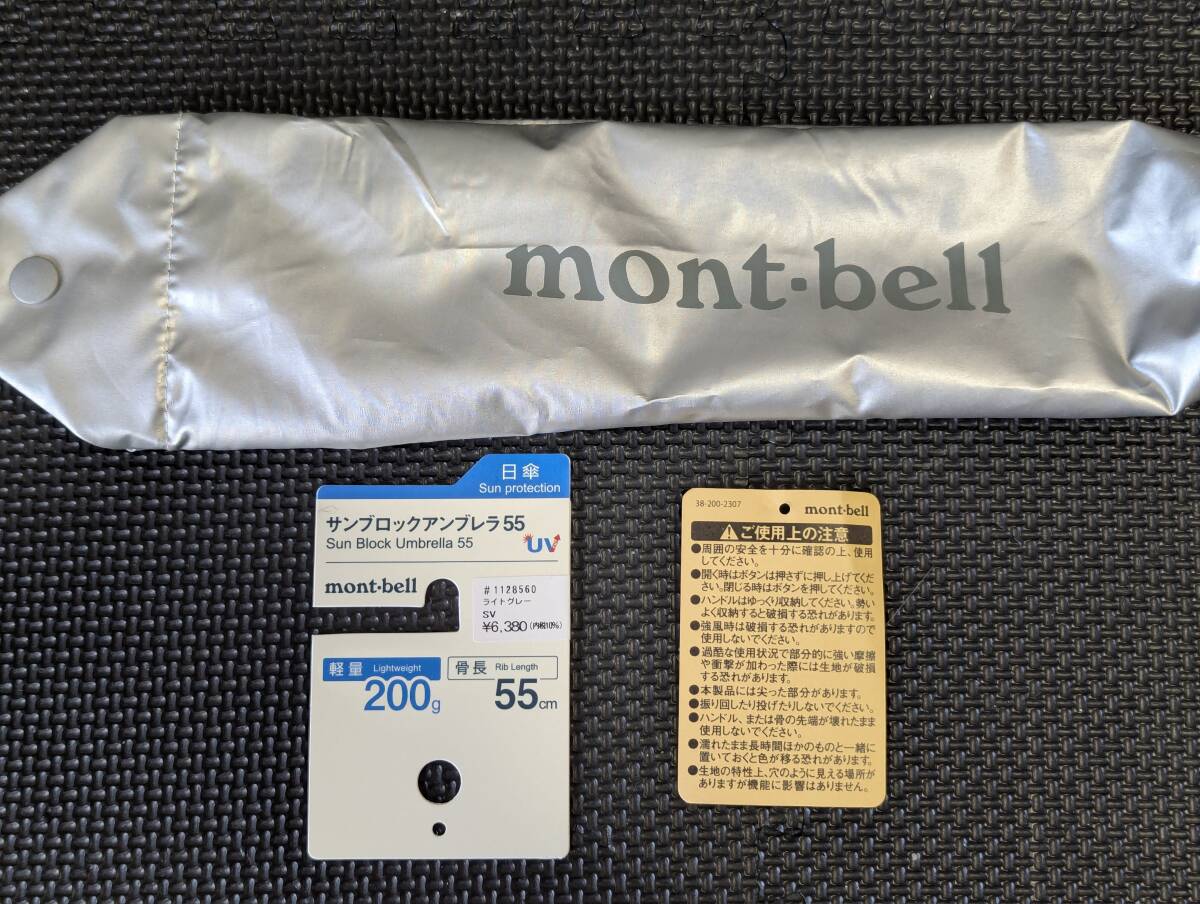 mont·bell
日傘
Sun protection
サンブロックアンブレラ55
Sun Block Umbrella 55
UV
mont·bell
#1128560
ライトグレー
SV
¥6,380(内税10%)
軽量 Lightweight
200g
骨長 Rib Length
55cm
38-200-2307
mont·bell
⚠ご使用上の注意
●周囲の安全を十分に確認の上、使用
してください。
●開く時はボタンは押さずに押し上げてくだ
さい。閉じる時はボタンを押してください。
●ハンドルはゆっくり収納してください。勢い
よく収納すると破損する恐れがあります。
●強風時は破損する恐れがありますので
使用しないでください。
●過酷な使用状況で部分的に強い摩擦
や衝撃が加わった際には生地が破損
する恐れがあります。
●本製品には尖った部分があります。
●振り回したり投げたりしないでください。
●ハンドル、または骨の先端が壊れたまま
使用しないでください。
●濡れたまま長時間ほかのものと一緒に
置いておくと色が移る恐れがあります。
●生地の特性上、穴のように見える場所が
ありますが機能に影響はありません。